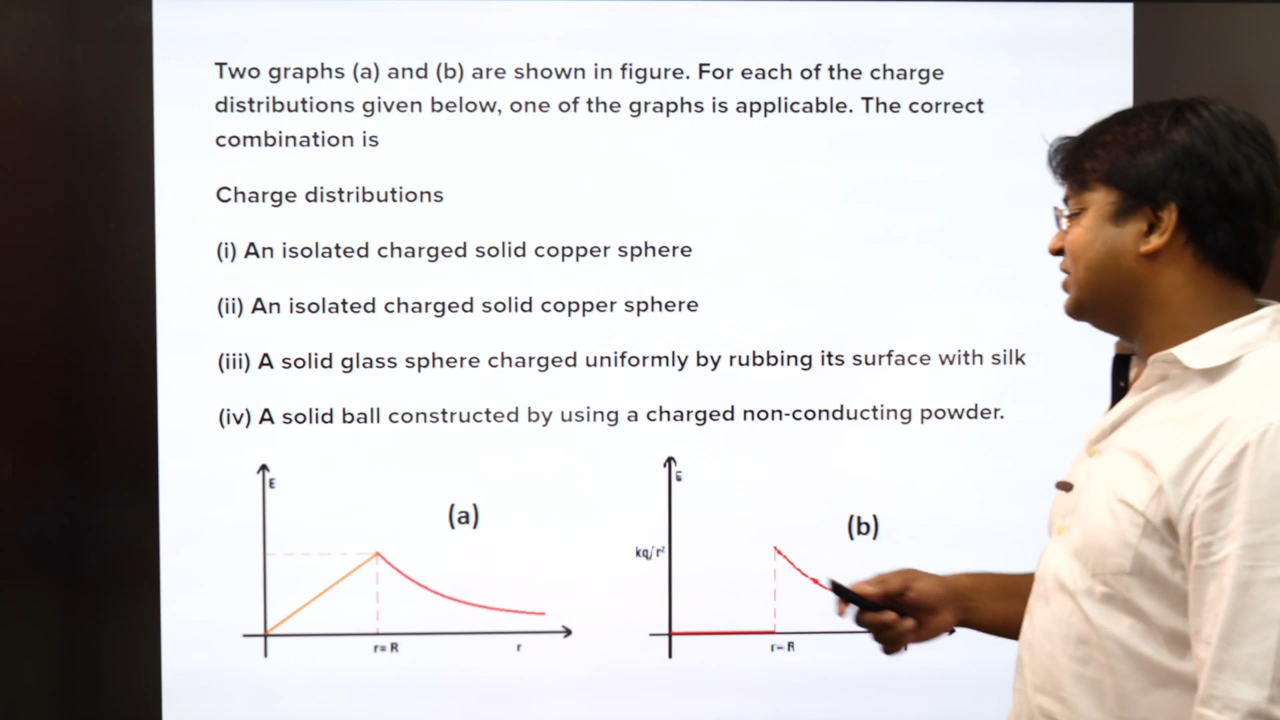 Two graphs (a) and (b) are shown in figure. For each of the charge
distributions given below, one of the graphs is applicable. The correct
combination is
Charge distributions
(i) An isolated charged solid copper sphere
(ii) An isolated charged solid copper sphere
(iii) A solid glass sphere charged uniformly by rubbing its surface with silk
(iv) A solid ball constructed by using a charged non-conducting powder.
E
(a)
r= R
r
E
(b)
kq/r²
r= R